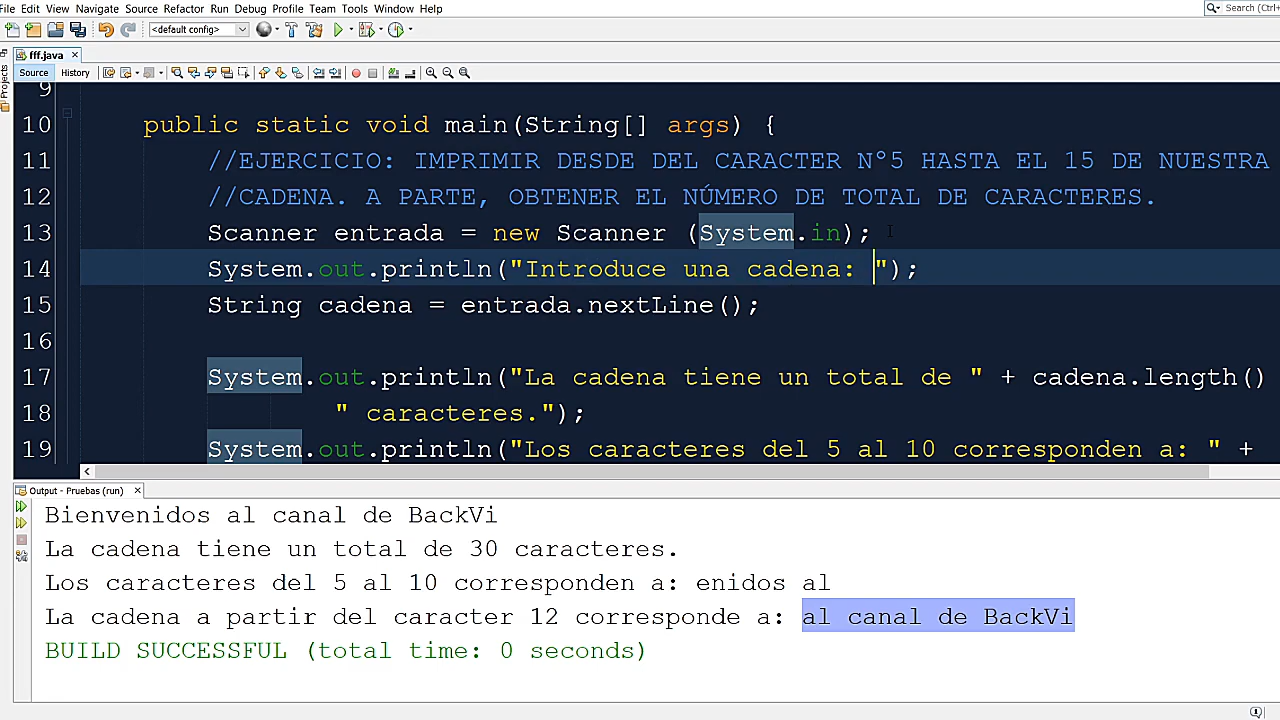 File Edit View Navigate Source Refactor Run Debug Profile Team Tools Window Help
Search (Ctrl+
<default config>
fff.java
Projects
Source History
9
10 public static void main(String[] args) {
11 //EJERCICIO: IMPRIMIR DESDE DEL CARACTER Nº5 HASTA EL 15 DE NUESTRA
12 //CADENA. A PARTE, OBTENER EL NÚMERO DE TOTAL DE CARACTERES.
13 Scanner entrada = new Scanner (System.in);
14 System.out.println("Introduce una cadena: ");
15 String cadena = entrada.nextLine();
16
17 System.out.println("La cadena tiene un total de " + cadena.length()
18 " caracteres.");
19 System.out.println("Los caracteres del 5 al 10 corresponden a: " +
Output - Pruebas (run)
Bienvenidos al canal de BackVi
La cadena tiene un total de 30 caracteres.
Los caracteres del 5 al 10 corresponden a: enidos al
La cadena a partir del caracter 12 corresponde a: al canal de BackVi
BUILD SUCCESSFUL (total time: 0 seconds)